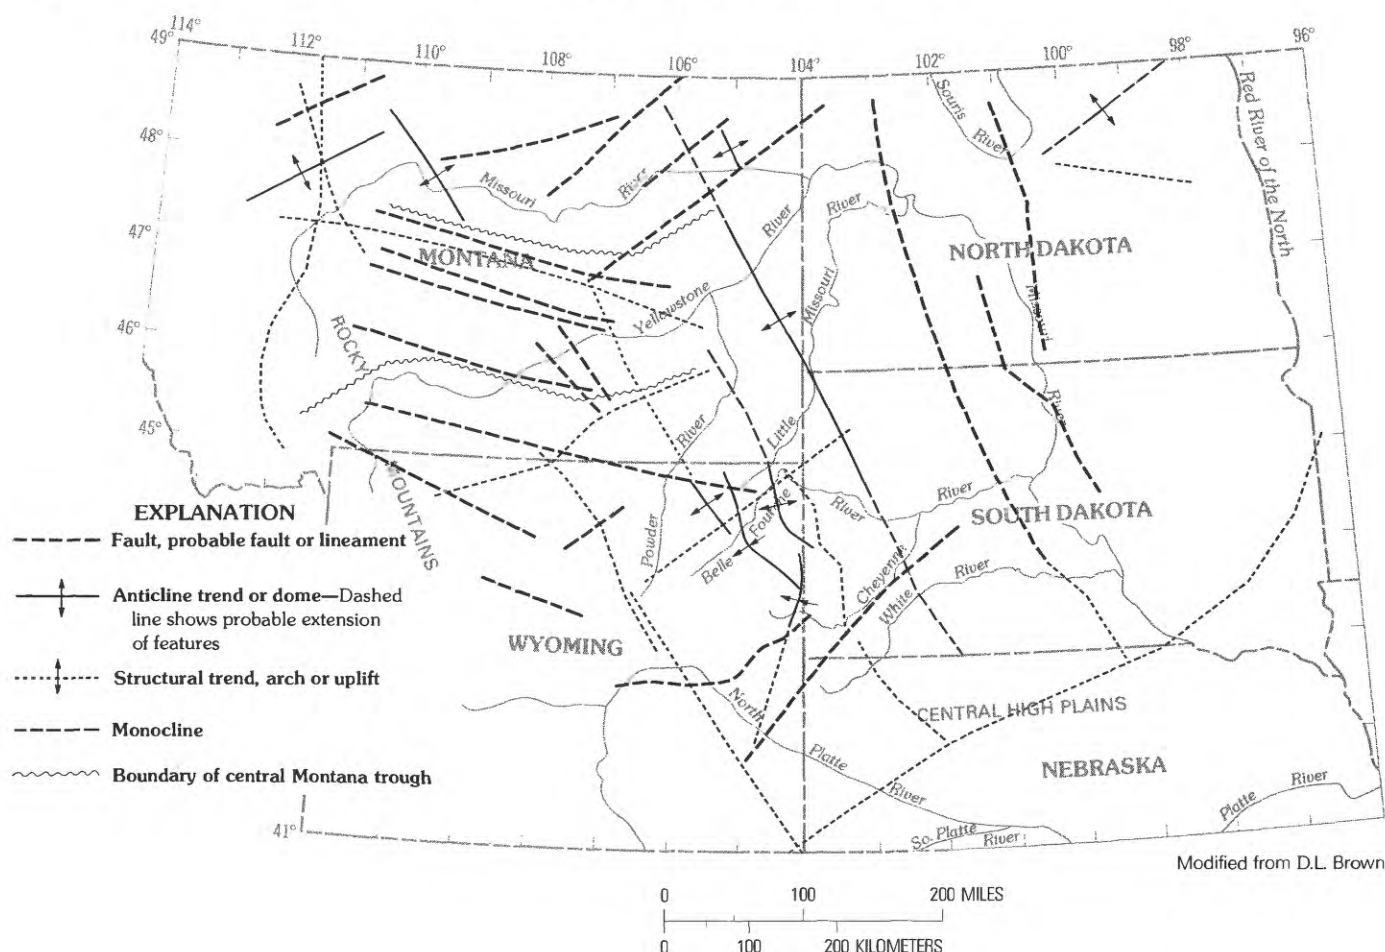 114°
49°
112°
110°
108°
106°
104°
102°
100°
98°
96°
48°
47°
46°
45°
41°
Souris
River
Red River of the North
Missouri
River
River
River
MONTANA
NORTH DAKOTA
Yellowstone
Missouri
Missouri
ROCKY
MOUNTAINS
River
River
Little
Powder
Belle
Fourche
River
River
SOUTH DAKOTA
Cheyenne
White
River
WYOMING
North
Platte
River
CENTRAL HIGH PLAINS
NEBRASKA
So. Platte
River
Platte
River
EXPLANATION
Fault, probable fault or lineament
Anticline trend or dome—Dashed
line shows probable extension
of features
Structural trend, arch or uplift
Monocline
Boundary of central Montana trough
Modified from D.L. Brown
0 100 200 MILES
0 100 200 KILOMETERS